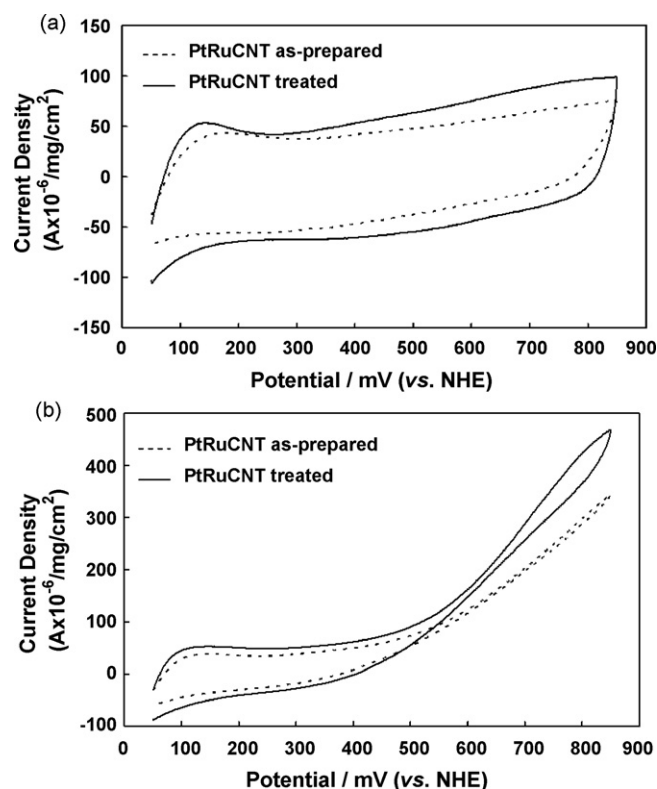 (a)
PtRuCNT as-prepared
PtRuCNT treated
150
100
50
0
-50
-100
-150
Current Density
(Ax10⁻⁶/mg/cm²)
0 100 200 300 400 500 600 700 800 900
Potential / mV (vs. NHE)
(b)
PtRuCNT as-prepared
PtRuCNT treated
500
400
300
200
100
0
-100
Current Density
(Ax10⁻⁶/mg/cm²)
0 100 200 300 400 500 600 700 800 900
Potential / mV (vs. NHE)